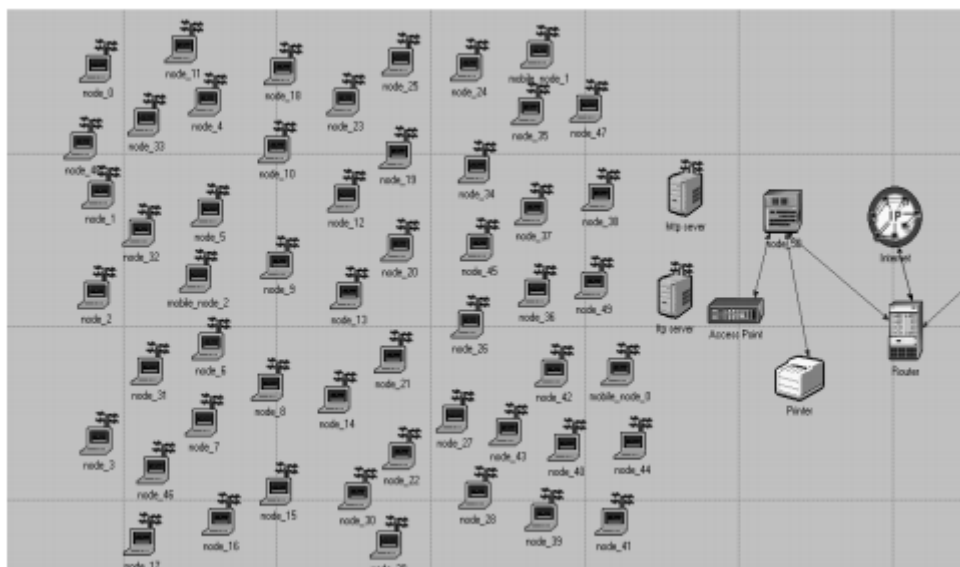 node_0
node_11
node_18
node_25
node_24
mobile_node_1
node_33
node_4
node_23
node_35
node_47
node_10
node_19
node_34
node_1
node_5
node_12
node_37
node_38
http sever
Internet
node_32
node_20
node_45
node_2
mobile_node_2
node_9
node_13
node_36
node_49
ftp server
Access Point
node_26
Router
node_31
node_6
node_8
node_14
node_21
node_42
mobile_node_0
Printer
node_3
node_7
node_27
node_43
node_40
node_44
node_46
node_22
node_15
node_30
node_28
node_16
node_39
node_41
IP